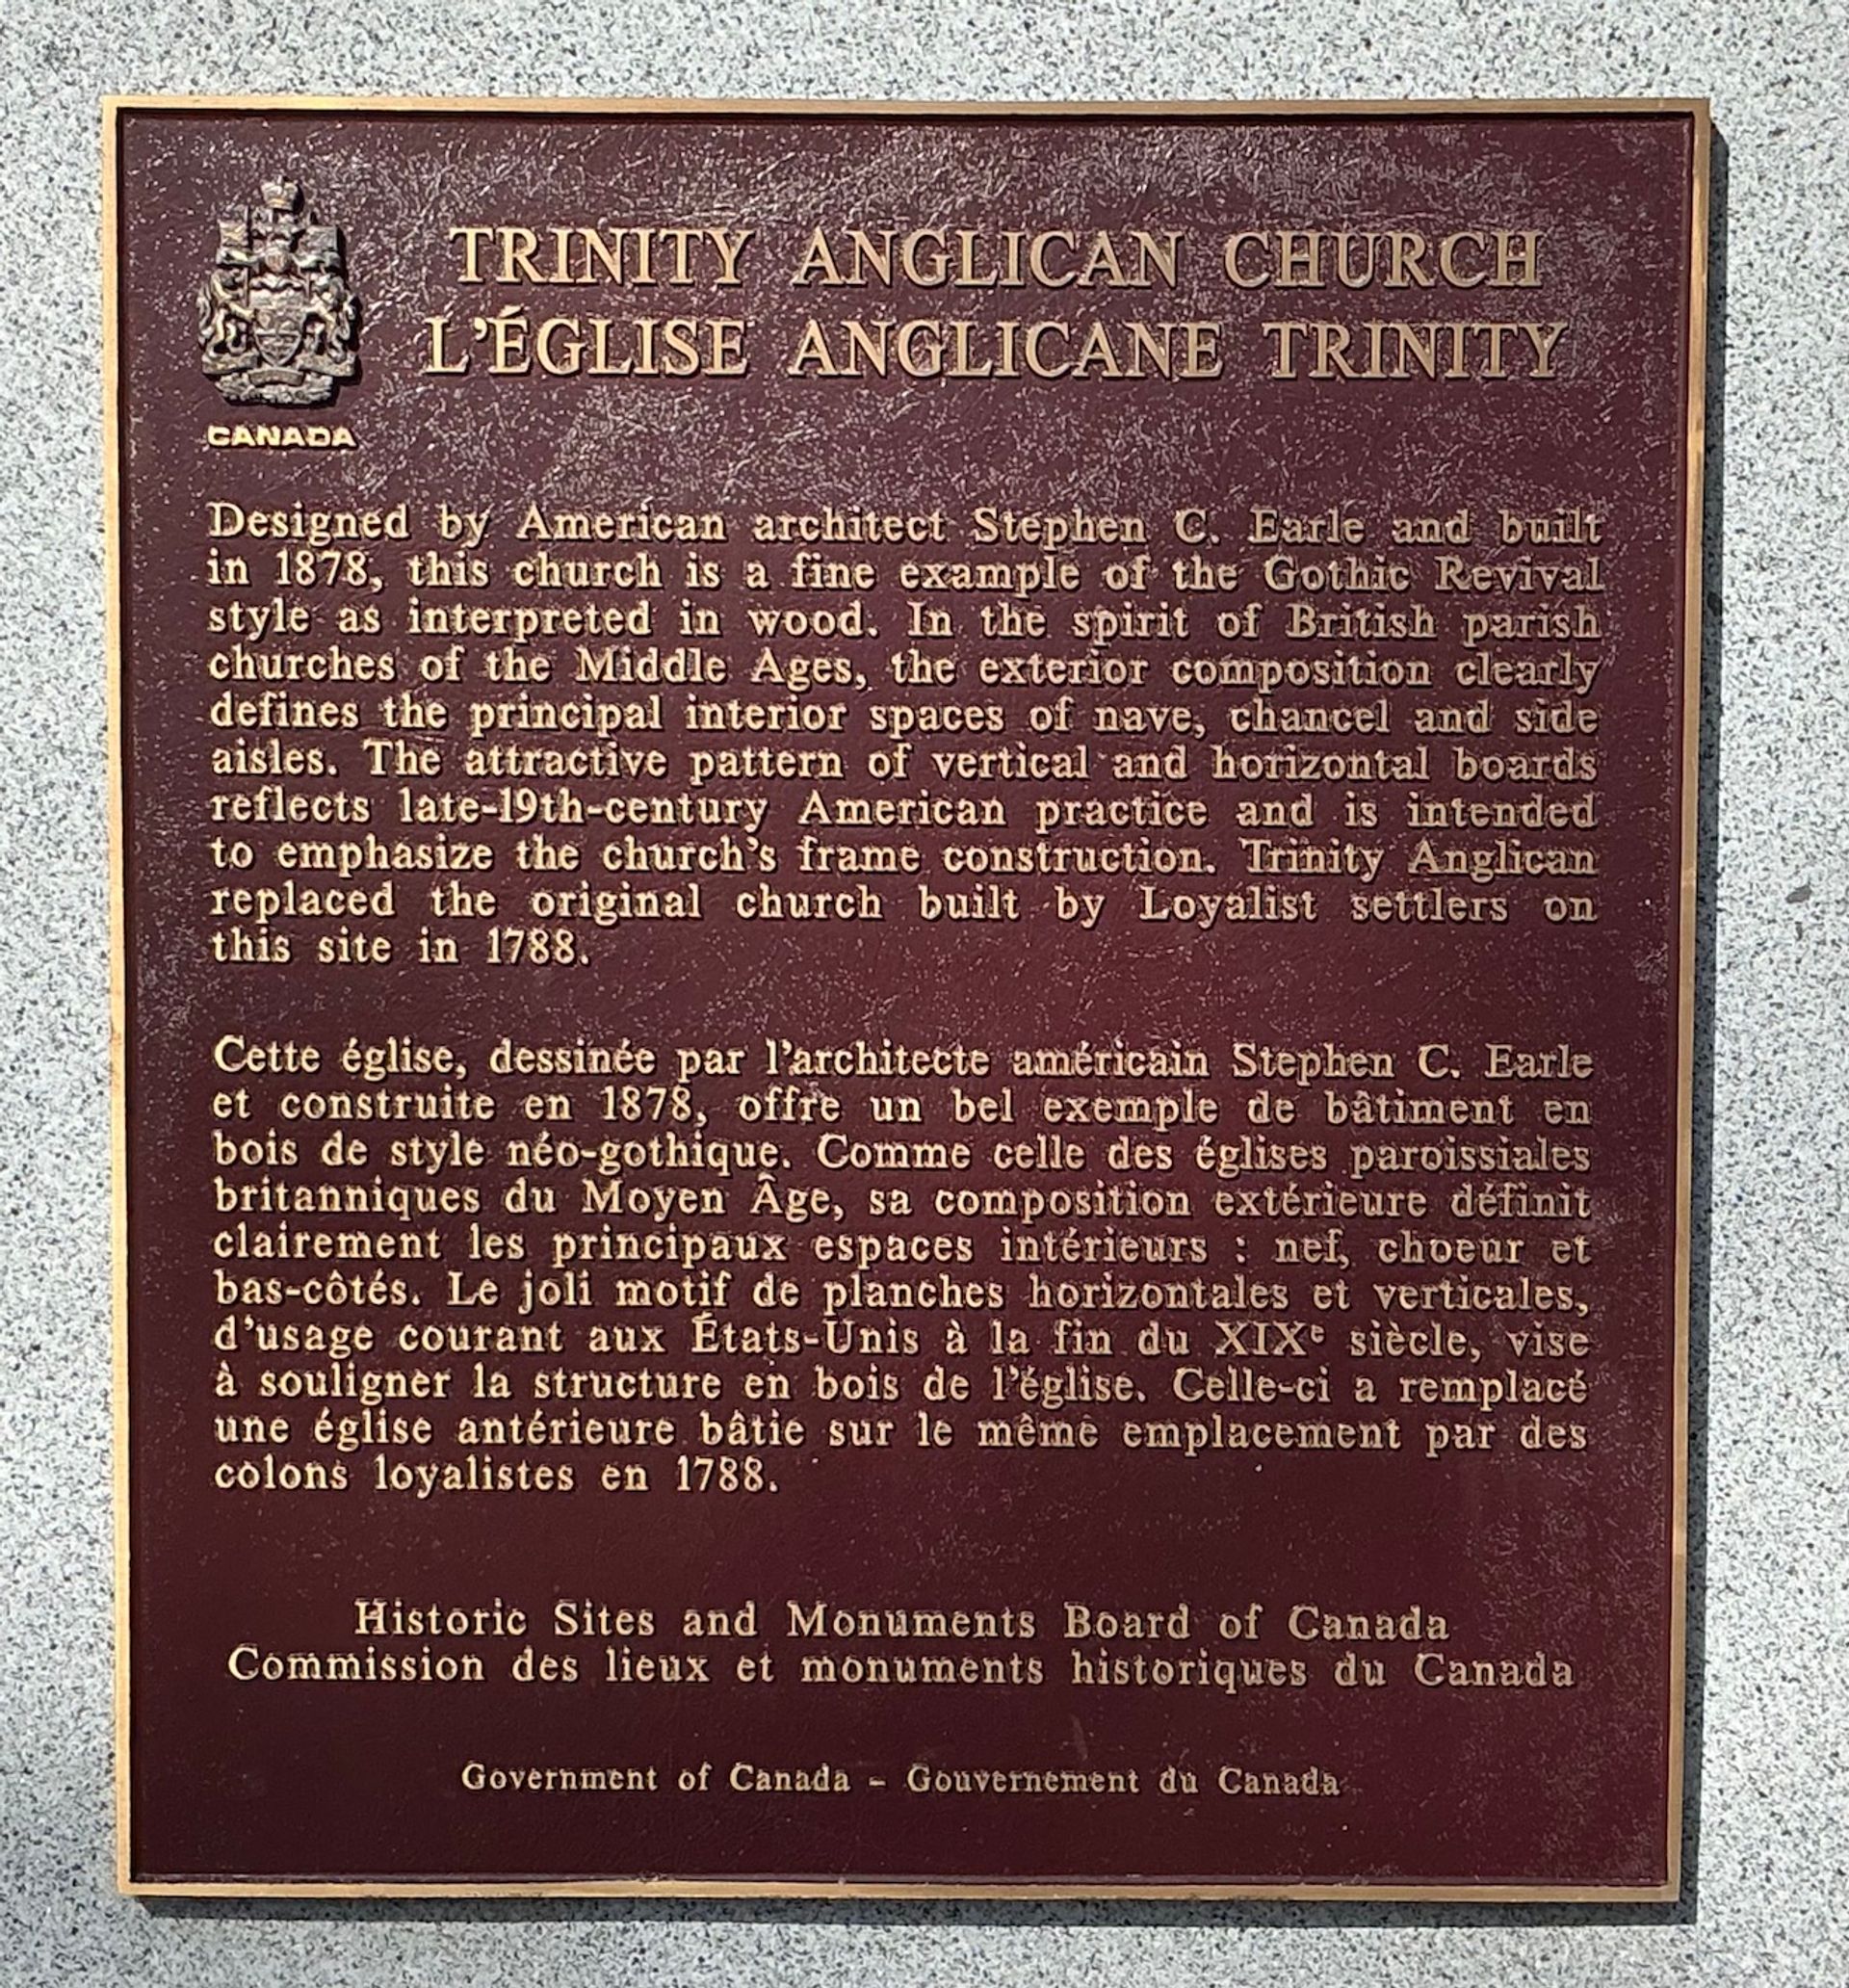 TRINITY ANGLICAN CHURCH
L'ÉGLISE ANGLICANE TRINITY
CANADA
Designed by American architect Stephen C. Earle and built
in 1878, this church is a fine example of the Gothic Revival
style as interpreted in wood. In the spirit of British parish
churches of the Middle Ages, the exterior composition clearly
defines the principal interior spaces of nave, chancel and side
aisles. The attractive pattern of vertical and horizontal boards
reflects late-19th-century American practice and is intended
to emphasize the church's frame construction. Trinity Anglican
replaced the original church built by Loyalist settlers on
this site in 1788.
Cette église, dessinée par l'architecte américain Stephen C. Earle
et construite en 1878, offre un bel exemple de bâtiment en
bois de style néo-gothique. Comme celle des églises paroissiales
britanniques du Moyen Âge, sa composition extérieure définit
clairement les principaux espaces intérieurs : nef, choeur et
bas-côtés. Le joli motif de planches horizontales et verticales,
d'usage courant aux États-Unis à la fin du XIXᵉ siècle, vise
à souligner la structure en bois de l'église. Celle-ci a remplacé
une église antérieure bâtie sur le même emplacement par des
colons loyalistes en 1788.
Historic Sites and Monuments Board of Canada
Commission des lieux et monuments historiques du Canada
Government of Canada – Gouvernement du Canada